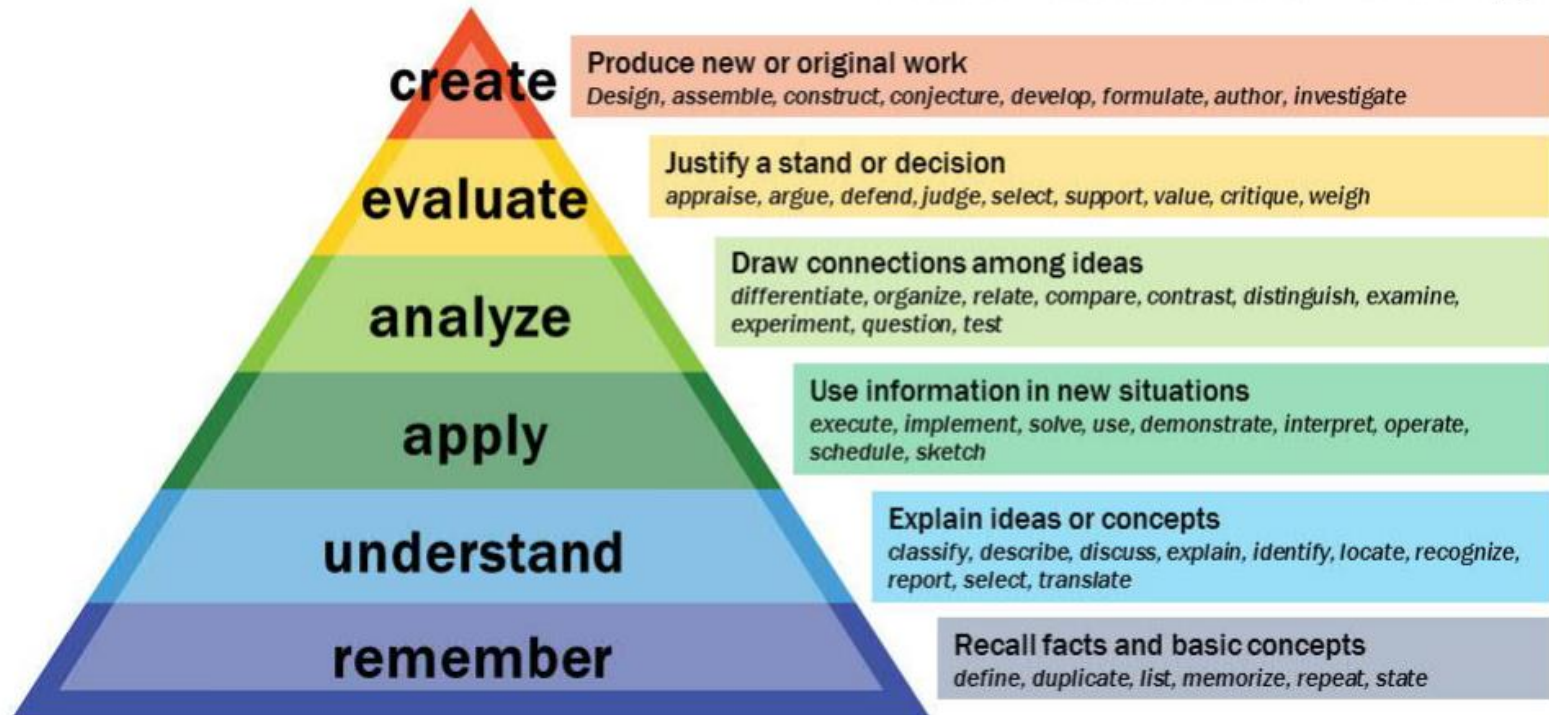 create
Produce new or original work
Design, assemble, construct, conjecture, develop, formulate, author, investigate
evaluate
Justify a stand or decision
appraise, argue, defend, judge, select, support, value, critique, weigh
analyze
Draw connections among ideas
differentiate, organize, relate, compare, contrast, distinguish, examine,
experiment, question, test
apply
Use information in new situations
execute, implement, solve, use, demonstrate, interpret, operate,
schedule, sketch
understand
Explain ideas or concepts
classify, describe, discuss, explain, identify, locate, recognize,
report, select, translate
remember
Recall facts and basic concepts
define, duplicate, list, memorize, repeat, state